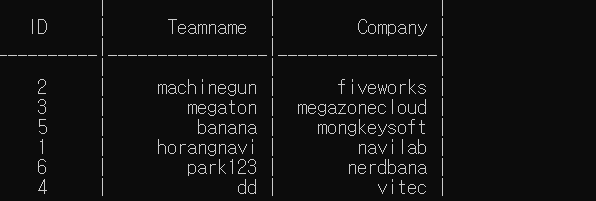 ID Teamname Company
2 machinegun fiveworks
3 megaton megazonecloud
5 banana mongkeysoft
1 horangnavi navilab
6 park123 nerdbana
4 dd vitec